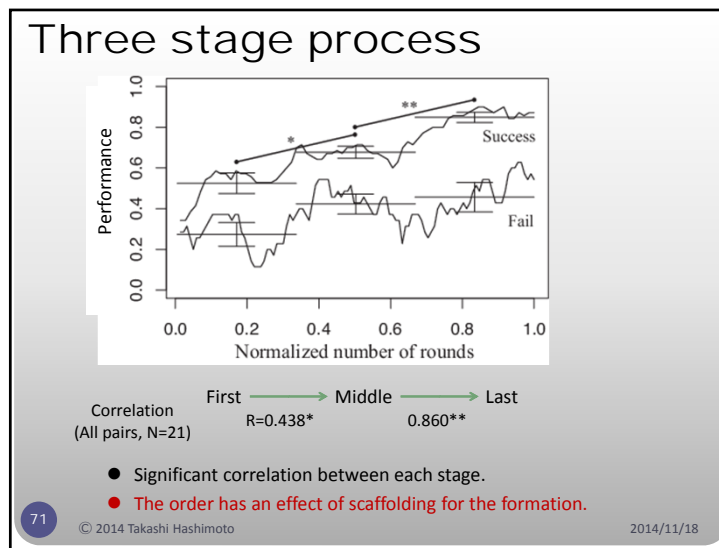 Three stage process
Performance
1.0
0.8
0.6
0.4
0.2
0.0
*
**
Success
Fail
0.0 0.2 0.4 0.6 0.8 1.0
Normalized number of rounds
First Middle Last
Correlation
(All pairs, N=21)
R=0.438* 0.860**
● Significant correlation between each stage.
● The order has an effect of scaffolding for the formation.
71
© 2014 Takashi Hashimoto
2014/11/18